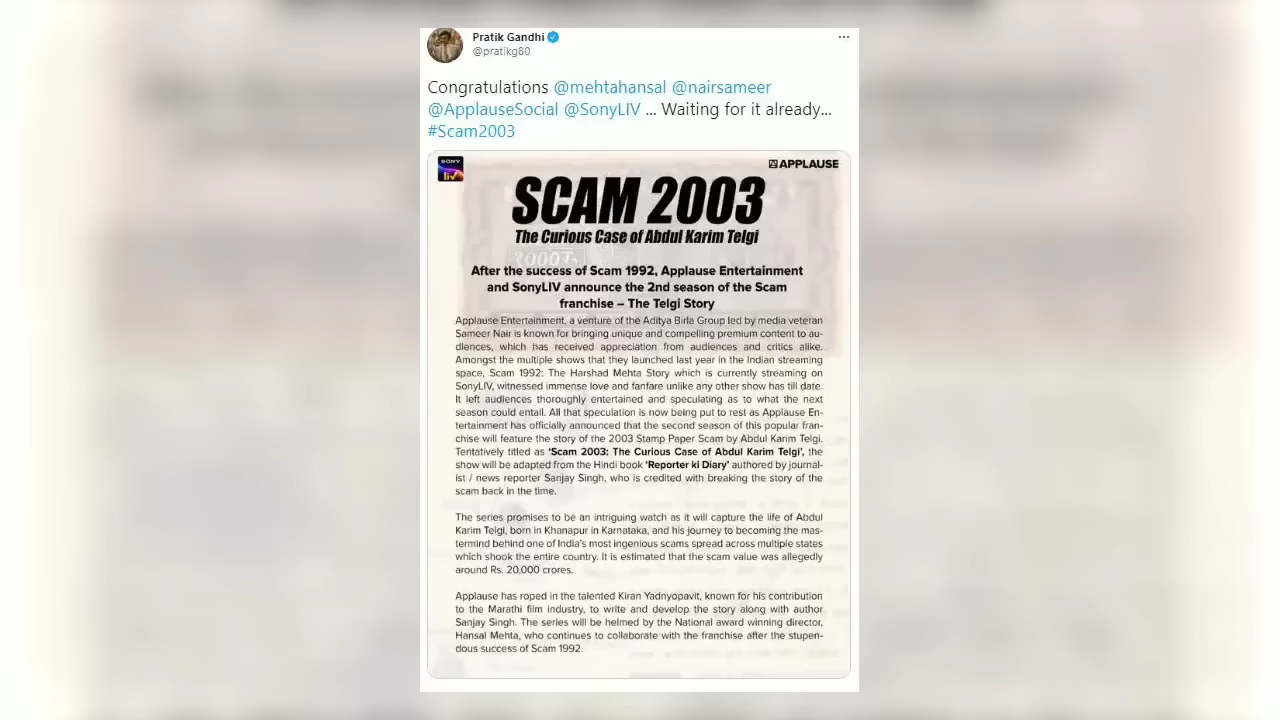 Pratik Gandhi
@pratikg80
Congratulations @mehtahansal @nairsameer
@ApplauseSocial @SonyLIV ... Waiting for it already...
#Scam2003
SONY
liv
APPLAUSE
SCAM 2003
The Curious Case of Abdul Karim Telgi
After the success of Scam 1992, Applause Entertainment
and SonyLIV announce the 2nd season of the Scam
franchise – The Telgi Story
Applause Entertainment, a venture of the Aditya Birla Group led by media veteran
Sameer Nair is known for bringing unique and compelling premium content to au-
diences, which has received appreciation from audiences and critics alike.
Amongst the multiple shows that they launched last year in the Indian streaming
space, Scam 1992: The Harshad Mehta Story which is currently streaming on
SonyLIV, witnessed immense love and fanfare unlike any other show has till date.
It left audiences thoroughly entertained and speculating as to what the next
season could entail. All that speculation is now being put to rest as Applause En-
tertainment has officially announced that the second season of this popular fran-
chise will feature the story of the 2003 Stamp Paper Scam by Abdul Karim Telgi.
Tentatively titled as ‘Scam 2003: The Curious Case of Abdul Karim Telgi’, the
show will be adapted from the Hindi book ‘Reporter ki Diary’ authored by journal-
ist / news reporter Sanjay Singh, who is credited with breaking the story of the
scam back in the time.
The series promises to be an intriguing watch as it will capture the life of Abdul
Karim Telgi, born in Khanapur in Karnataka, and his journey to becoming the mas-
termind behind one of India’s most ingenious scams spread across multiple states
which shook the entire country. It is estimated that the scam value was allegedly
around Rs. 20,000 crores.
Applause has roped in the talented Kiran Yadnyopavit, known for his contribution
to the Marathi film industry, to write and develop the story along with author
Sanjay Singh. The series will be helmed by the National award winning director,
Hansal Mehta, who continues to collaborate with the franchise after the stupen-
dous success of Scam 1992.